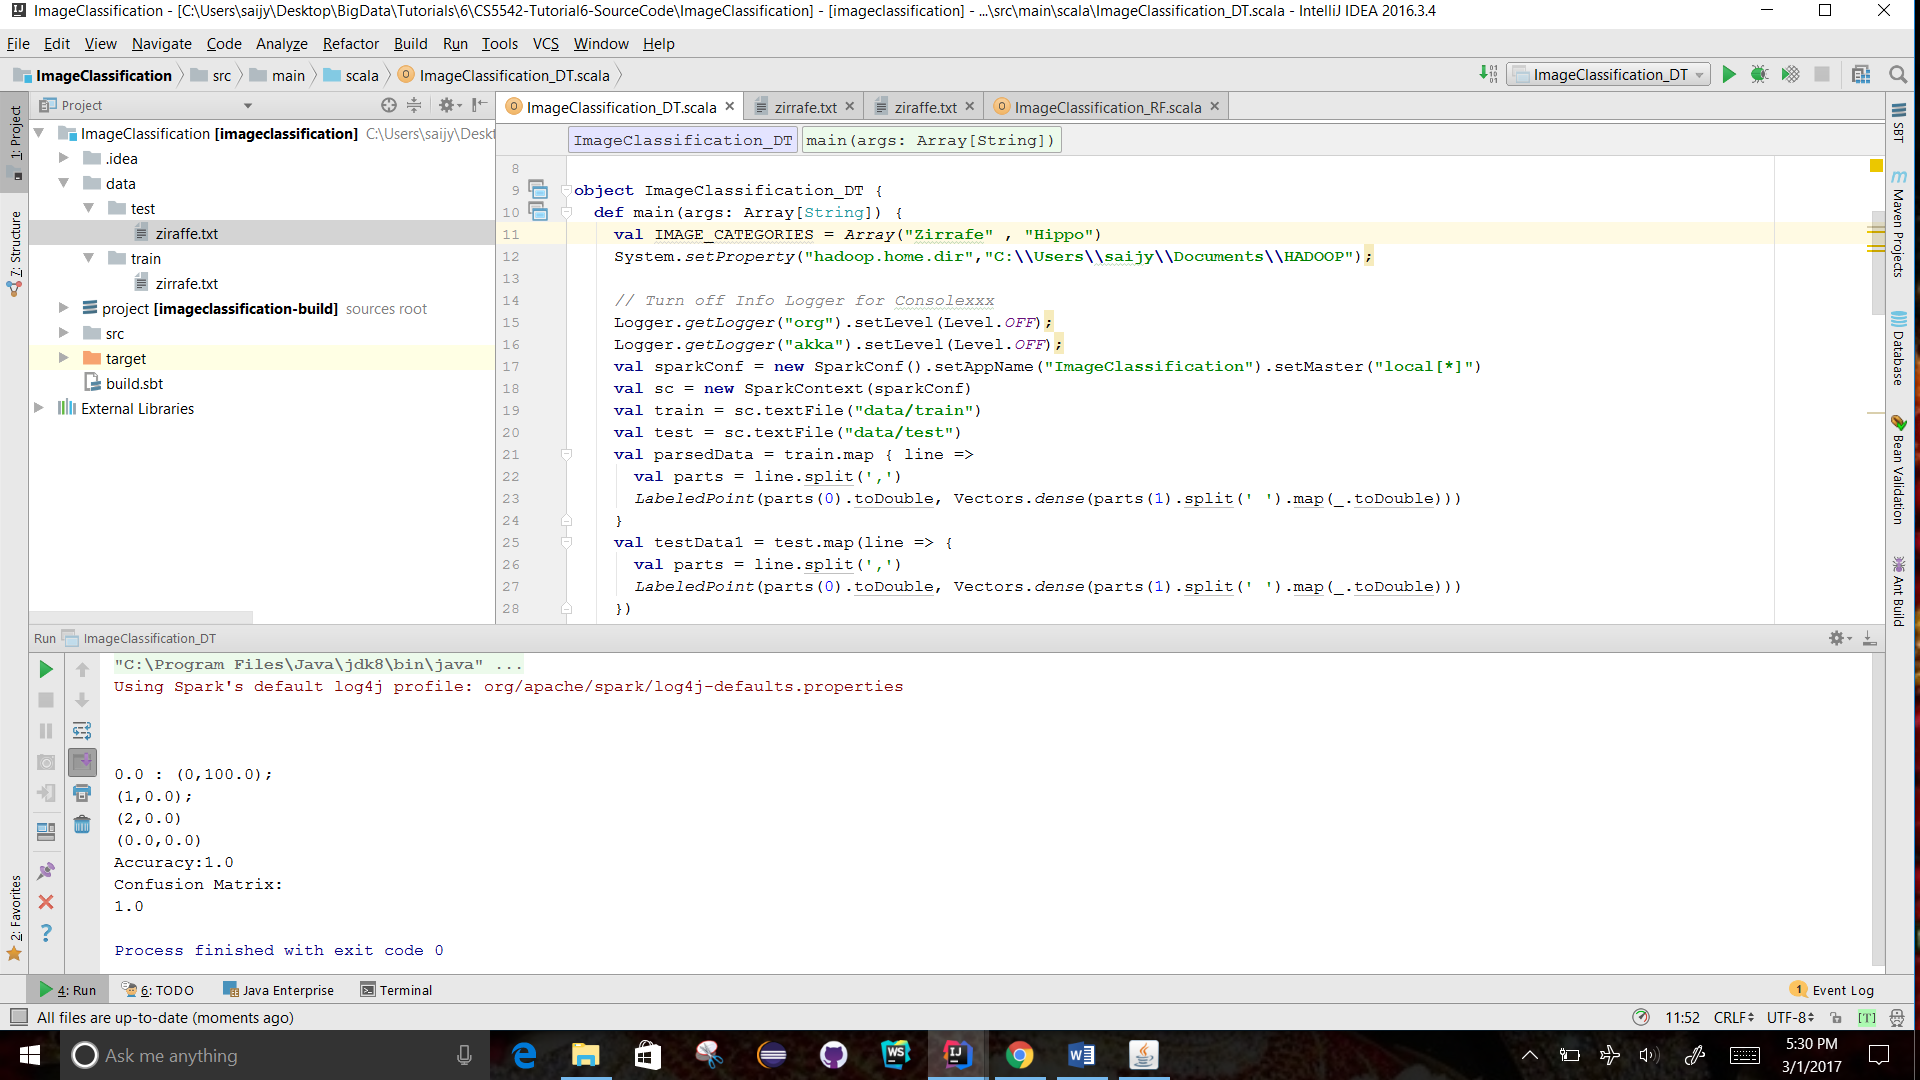 ImageClassification - [C:\Users\saijy\Desktop\BigData\Tutorials\6\CS5542-Tutorial6-SourceCode\ImageClassification] - [imageclassification] - ...\src\main\scala\ImageClassification_DT.scala - IntelliJ IDEA 2016.3.4
File Edit View Navigate Code Analyze Refactor Build Run Tools VCS Window Help
ImageClassification src main scala ImageClassification_DT.scala
ImageClassification_DT
Project
ImageClassification_DT.scala zirrafe.txt ziraffe.txt ImageClassification_RF.scala
ImageClassification_DT main(args: Array[String])
1: Project
7: Structure
2: Favorites
ImageClassification [imageclassification] C:\Users\saijy\Deskt
.idea
data
test
ziraffe.txt
train
zirrafe.txt
project [imageclassification-build] sources root
src
target
build.sbt
External Libraries
8
9 object ImageClassification_DT {
10 def main(args: Array[String]) {
11 val IMAGE_CATEGORIES = Array("Zirrafe" , "Hippo")
12 System.setProperty("hadoop.home.dir","C:\\Users\\saijy\\Documents\\HADOOP");
13
14 // Turn off Info Logger for Consolexxx
15 Logger.getLogger("org").setLevel(Level.OFF);
16 Logger.getLogger("akka").setLevel(Level.OFF);
17 val sparkConf = new SparkConf().setAppName("ImageClassification").setMaster("local[*]")
18 val sc = new SparkContext(sparkConf)
19 val train = sc.textFile("data/train")
20 val test = sc.textFile("data/test")
21 val parsedData = train.map { line =>
22 val parts = line.split(',')
23 LabeledPoint(parts(0).toDouble, Vectors.dense(parts(1).split(' ').map(_.toDouble)))
24 }
25 val testData1 = test.map(line => {
26 val parts = line.split(',')
27 LabeledPoint(parts(0).toDouble, Vectors.dense(parts(1).split(' ').map(_.toDouble)))
28 })
SBT
Maven Projects
Database
Bean Validation
Ant Build
Run ImageClassification_DT
"C:\Program Files\Java\jdk8\bin\java" ...
Using Spark's default log4j profile: org/apache/spark/log4j-defaults.properties
0.0 : (0,100.0);
(1,0.0);
(2,0.0)
(0.0,0.0)
Accuracy:1.0
Confusion Matrix:
1.0
Process finished with exit code 0
4: Run 6: TODO Java Enterprise Terminal 1 Event Log
All files are up-to-date (moments ago) 11:52 CRLF UTF-8 [T]
Ask me anything
5:30 PM
3/1/2017